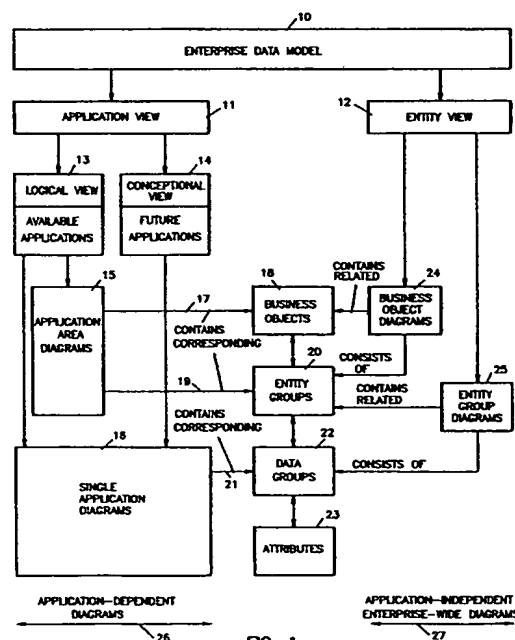 10
ENTERPRISE DATA MODEL
APPLICATION VIEW
11
12
ENTITY VIEW
13
14
LOGICAL VIEW
AVAILABLE
APPLICATIONS
CONCEPTIONAL
VIEW
FUTURE
APPLICATIONS
15
APPLICATION
AREA
DIAGRAMS
17
CONTAINS
CORRESPONDING
19
CONTAINS
CORRESPONDING
21
18
BUSINESS
OBJECTS
CONTAINS
RELATED
24
BUSINESS
OBJECT
DIAGRAMS
20
ENTITY
GROUPS
CONSISTS
OF
CONTAINS
RELATED
25
ENTITY
GROUP
DIAGRAMS
22
DATA
GROUPS
CONSISTS OF
23
ATTRIBUTES
16
SINGLE
APPLICATION
DIAGRAMS
APPLICATION-DEPENDENT
DIAGRAMS
26
APPLICATION-INDEPENDENT
ENTERPRISE-WIDE DIAGRAMS
27